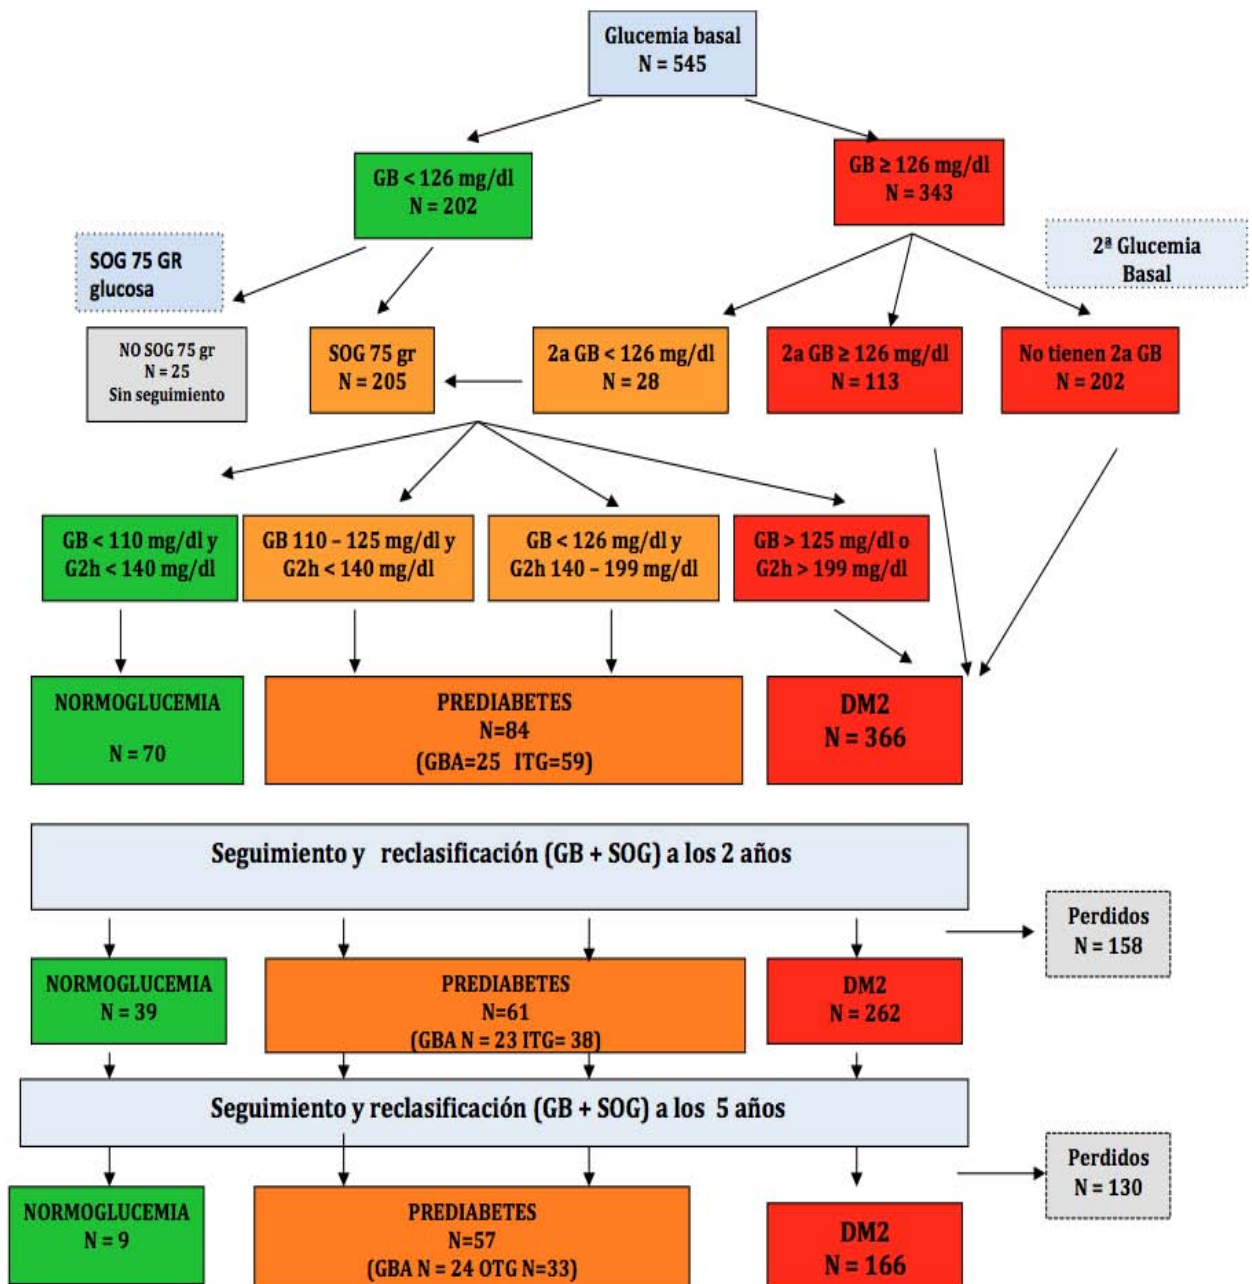 Glucemia basal
N = 545
GB < 126 mg/dl
N = 202
GB ≥ 126 mg/dl
N = 343
SOG 75 GR
glucosa
2ª Glucemia
Basal
NO SOG 75 gr
N = 25
Sin seguimiento
SOG 75 gr
N = 205
2a GB < 126 mg/dl
N = 28
2a GB ≥ 126 mg/dl
N = 113
No tienen 2a GB
N = 202
GB < 110 mg/dl y
G2h < 140 mg/dl
GB 110 – 125 mg/dl y
G2h < 140 mg/dl
GB < 126 mg/dl y
G2h 140 – 199 mg/dl
GB > 125 mg/dl o
G2h > 199 mg/dl
NORMOGLUCEMIA
N = 70
PREDIABETES
N=84
(GBA=25 ITG=59)
DM2
N = 366
Seguimiento y reclasificación (GB + SOG) a los 2 años
Perdidos
N = 158
NORMOGLUCEMIA
N = 39
PREDIABETES
N=61
(GBA N = 23 ITG= 38)
DM2
N = 262
Seguimiento y reclasificación (GB + SOG) a los 5 años
Perdidos
N = 130
NORMOGLUCEMIA
N = 9
PREDIABETES
N=57
(GBA N = 24 OTG N=33)
DM2
N = 166